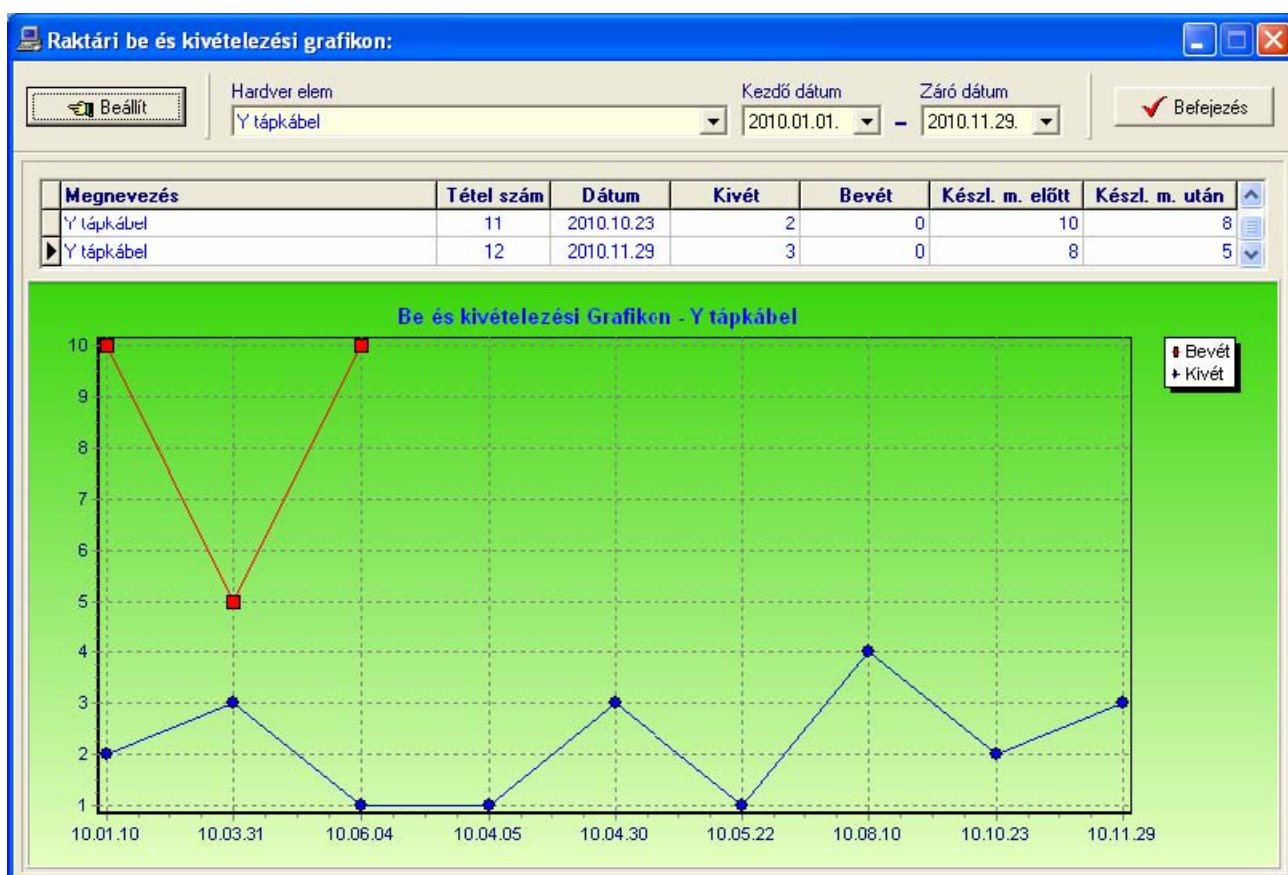 Raktári be és kivételezési grafikon:
Beállít
Hardver elem
Y tápkábel
Kezdő dátum
2010.01.01.
–
Záró dátum
2010.11.29.
Befejezés
Megnevezés Tétel szám Dátum Kivét Bevét Készl. m. előtt Készl. m. után
Y tápkábel 11 2010.10.23 2 0 10 8
Y tápkábel 12 2010.11.29 3 0 8 5
Be és kivételezési Grafikon - Y tápkábel
Bevét
Kivét
10
9
8
7
6
5
4
3
2
1
10.01.10 10.03.31 10.06.04 10.04.05 10.04.30 10.05.22 10.08.10 10.10.23 10.11.29